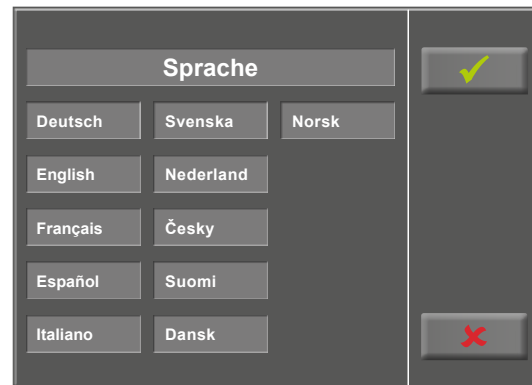 Sprache
Deutsch Svenska Norsk
English Nederland
Français Česky
Español Suomi
Italiano Dansk